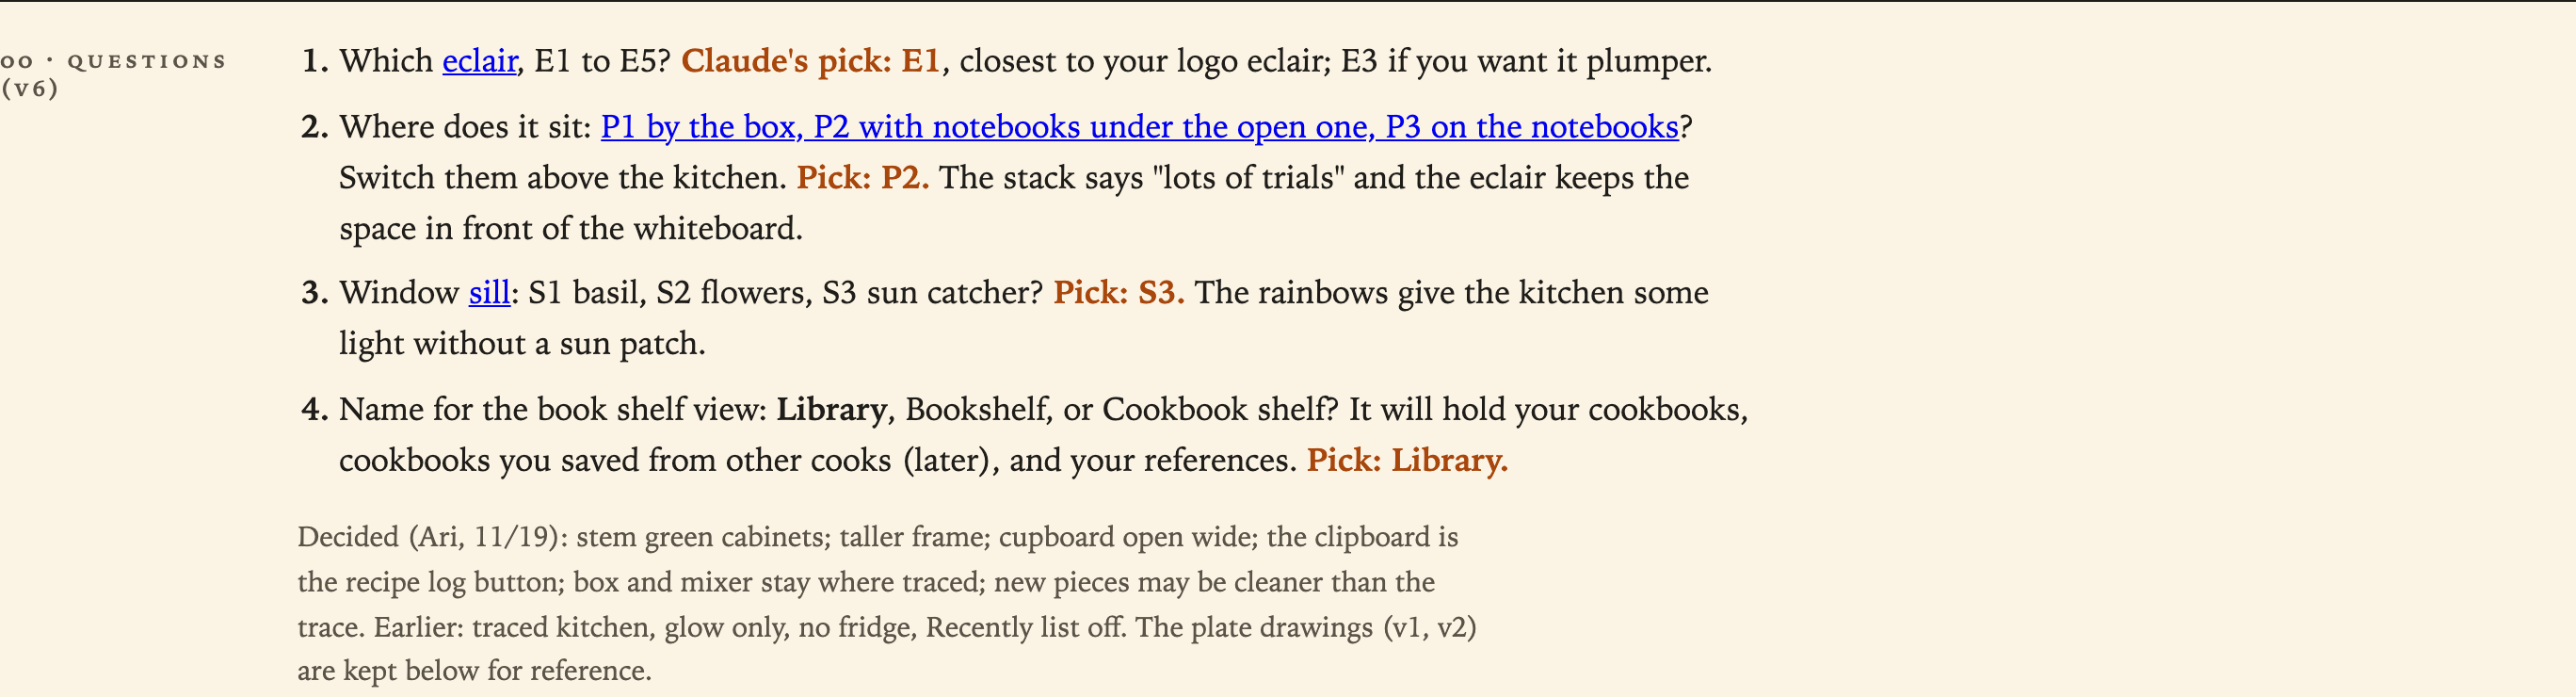 00 · QUESTIONS
(v6)
1. Which eclair, E1 to E5? Claude's pick: E1, closest to your logo eclair; E3 if you want it plumper.
2. Where does it sit: P1 by the box, P2 with notebooks under the open one, P3 on the notebooks?
Switch them above the kitchen. Pick: P2. The stack says "lots of trials" and the eclair keeps the
space in front of the whiteboard.
3. Window sill: S1 basil, S2 flowers, S3 sun catcher? Pick: S3. The rainbows give the kitchen some
light without a sun patch.
4. Name for the book shelf view: Library, Bookshelf, or Cookbook shelf? It will hold your cookbooks,
cookbooks you saved from other cooks (later), and your references. Pick: Library.
Decided (Ari, 11/19): stem green cabinets; taller frame; cupboard open wide; the clipboard is
the recipe log button; box and mixer stay where traced; new pieces may be cleaner than the
trace. Earlier: traced kitchen, glow only, no fridge, Recently list off. The plate drawings (v1, v2)
are kept below for reference.